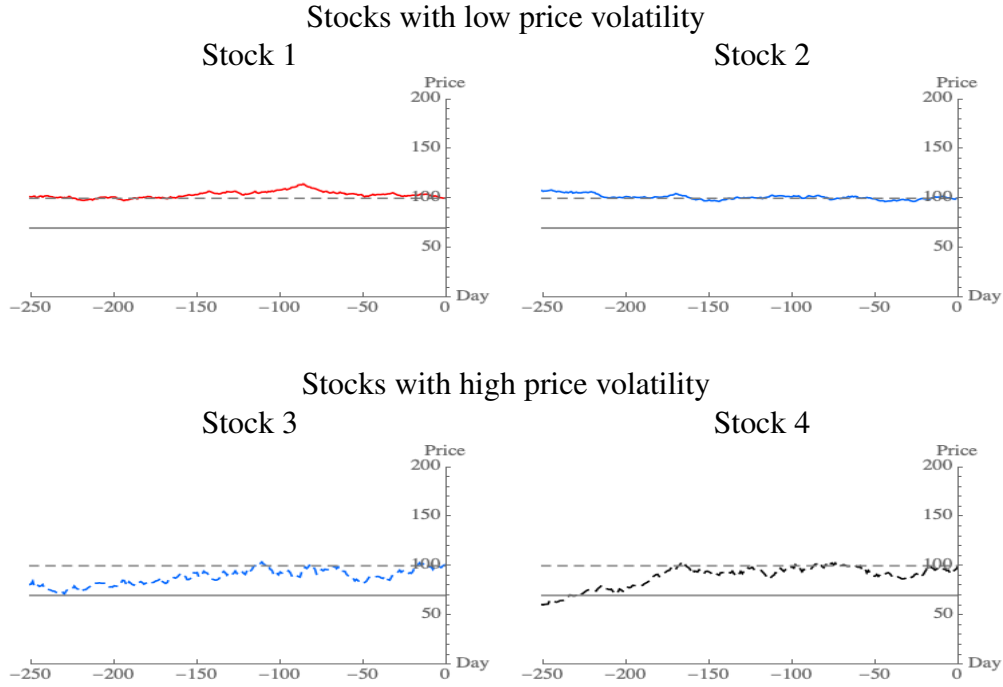 Stocks with low price volatility
Stock 1 Stock 2
Price Price
200 200
150 150
100 100
50 50
−250 −200 −150 −100 −50 0 Day −250 −200 −150 −100 −50 0 Day
Stocks with high price volatility
Stock 3 Stock 4
Price Price
200 200
150 150
100 100
50 50
−250 −200 −150 −100 −50 0 Day −250 −200 −150 −100 −50 0 Day